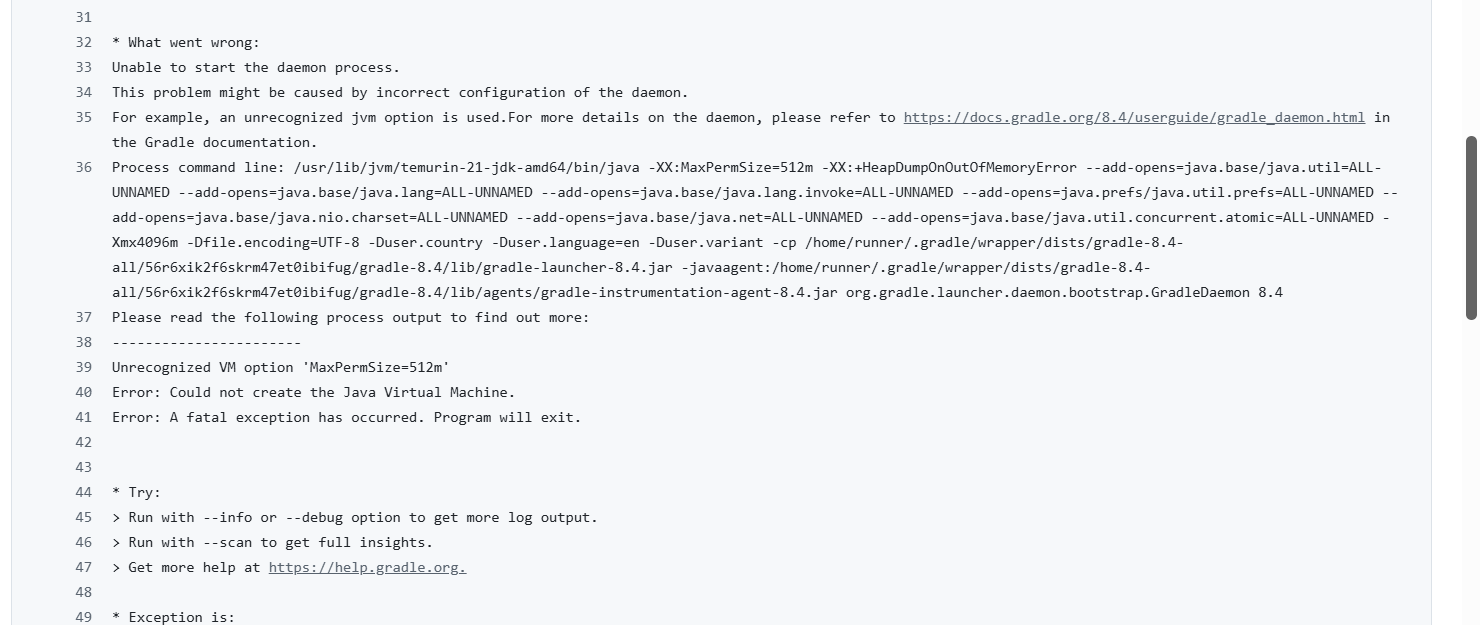 31
32 * What went wrong:
33 Unable to start the daemon process.
34 This problem might be caused by incorrect configuration of the daemon.
35 For example, an unrecognized jvm option is used.For more details on the daemon, please refer to https://docs.gradle.org/8.4/userguide/gradle_daemon.html in
the Gradle documentation.
36 Process command line: /usr/lib/jvm/temurin-21-jdk-amd64/bin/java -XX:MaxPermSize=512m -XX:+HeapDumpOnOutOfMemoryError --add-opens=java.base/java.util=ALL-
UNNAMED --add-opens=java.base/java.lang=ALL-UNNAMED --add-opens=java.base/java.lang.invoke=ALL-UNNAMED --add-opens=java.prefs/java.util.prefs=ALL-UNNAMED --
add-opens=java.base/java.nio.charset=ALL-UNNAMED --add-opens=java.base/java.net=ALL-UNNAMED --add-opens=java.base/java.util.concurrent.atomic=ALL-UNNAMED -
Xmx4096m -Dfile.encoding=UTF-8 -Duser.country -Duser.language=en -Duser.variant -cp /home/runner/.gradle/wrapper/dists/gradle-8.4-
all/56r6xik2f6skrm47et0ibifug/gradle-8.4/lib/gradle-launcher-8.4.jar -javaagent:/home/runner/.gradle/wrapper/dists/gradle-8.4-
all/56r6xik2f6skrm47et0ibifug/gradle-8.4/lib/agents/gradle-instrumentation-agent-8.4.jar org.gradle.launcher.daemon.bootstrap.GradleDaemon 8.4
37 Please read the following process output to find out more:
38 -----------------------
39 Unrecognized VM option 'MaxPermSize=512m'
40 Error: Could not create the Java Virtual Machine.
41 Error: A fatal exception has occurred. Program will exit.
42
43
44 * Try:
45 > Run with --info or --debug option to get more log output.
46 > Run with --scan to get full insights.
47 > Get more help at https://help.gradle.org.
48
49 * Exception is: